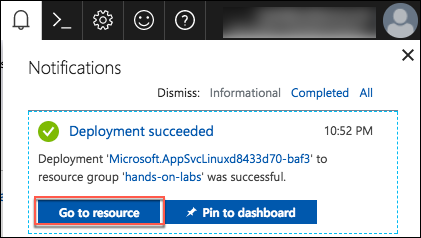 Notifications
Dismiss: Informational Completed All
Deployment succeeded 10:52 PM
Deployment 'Microsoft.AppSvcLinuxd8433d70-baf3' to
resource group 'hands-on-labs' was successful.
Go to resource Pin to dashboard